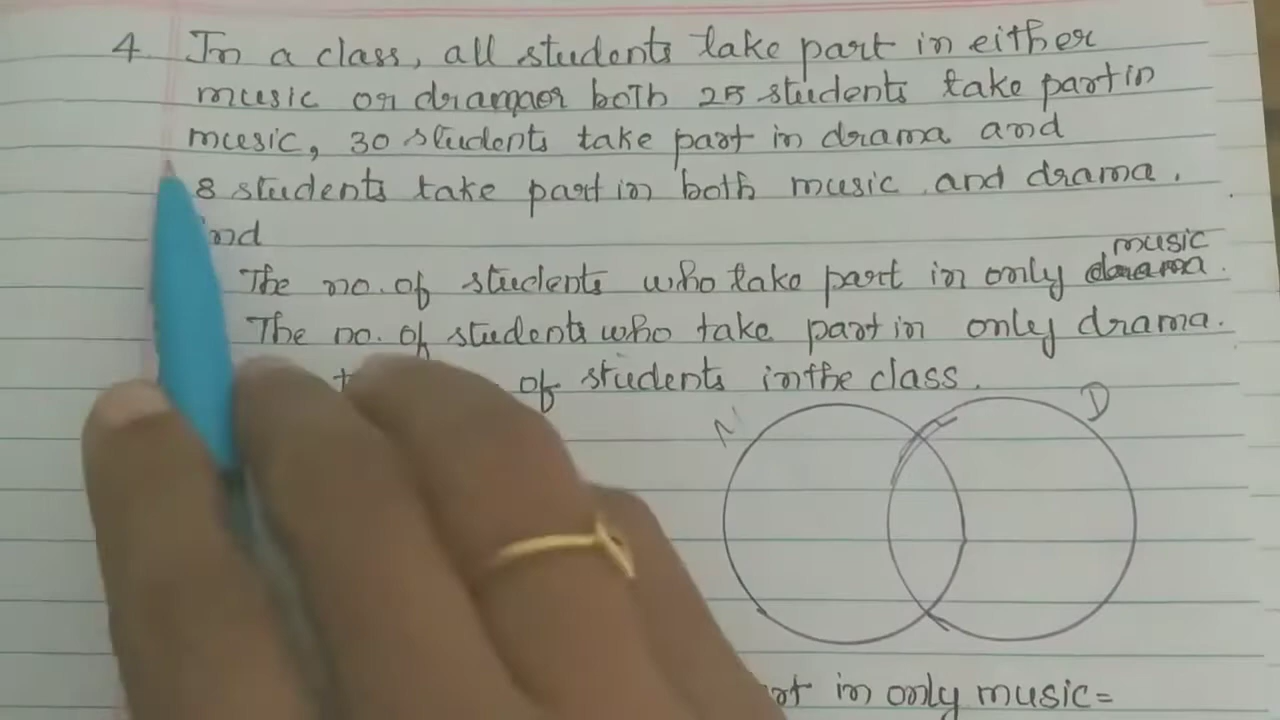 4 In a class, all students take part in either
music or drama or both 25 students take part in
music, 30 students take part in drama and
8 students take part in both music and drama.
ind
music
The no. of students who take part in only drama.
The no. of students who take part in only drama.
of students in the class.
D
in only music=